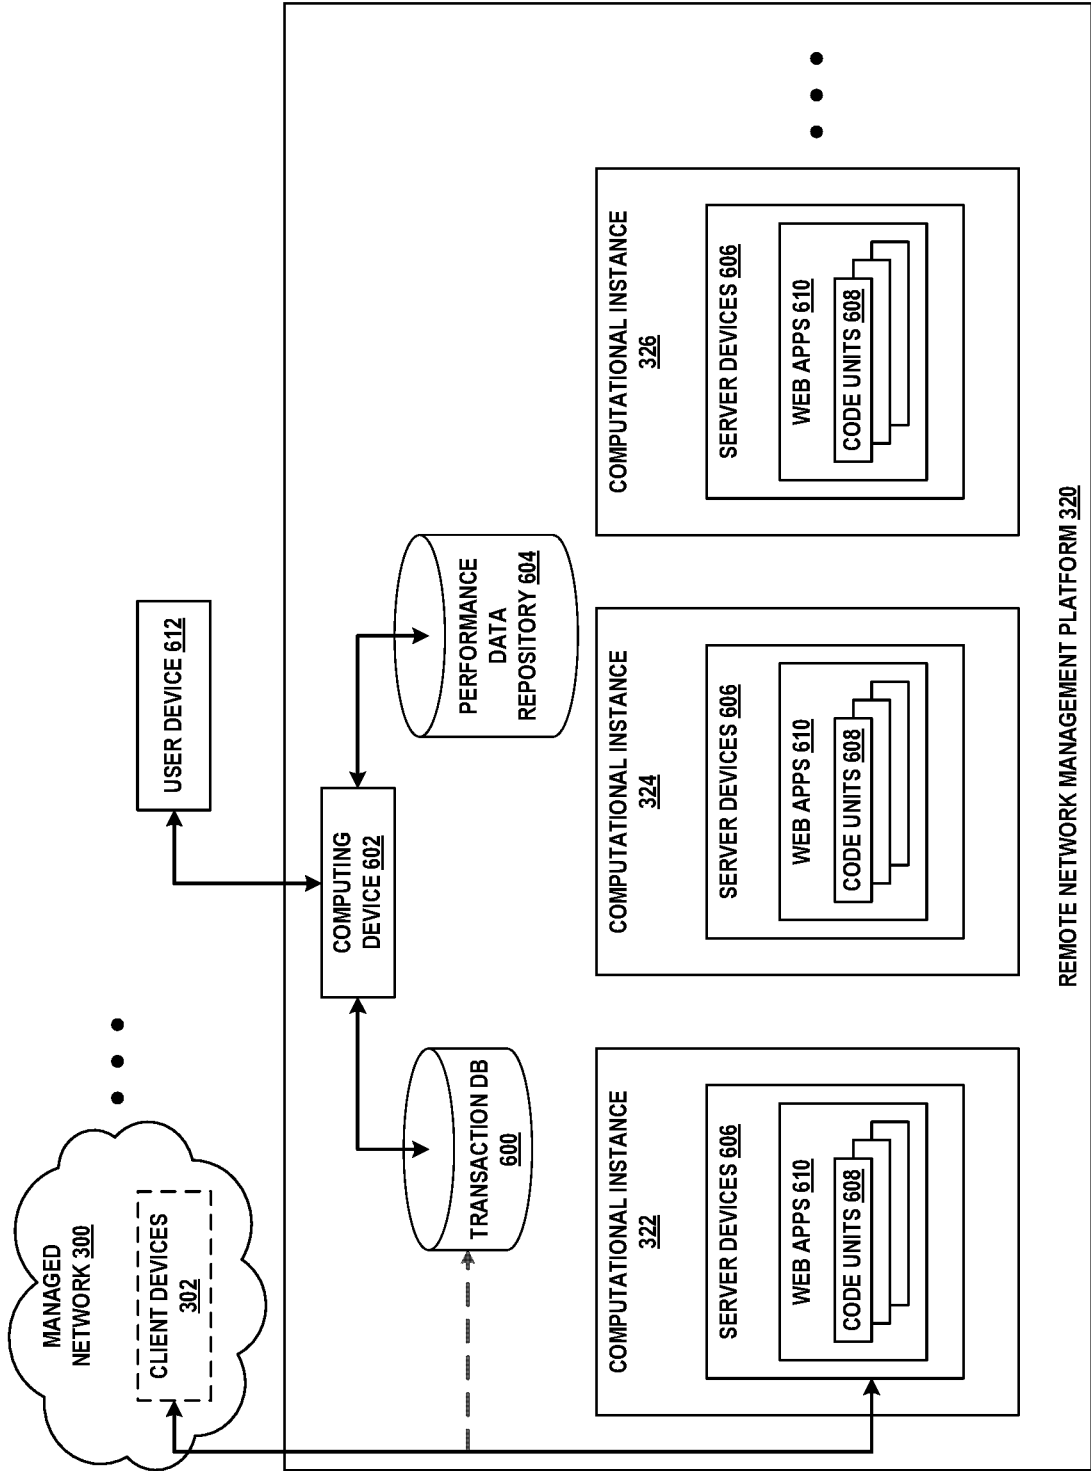 MANAGED
NETWORK 300
CLIENT DEVICES
302
USER DEVICE 612
COMPUTING
DEVICE 602
TRANSACTION DB
600
PERFORMANCE
DATA
REPOSITORY 604
COMPUTATIONAL INSTANCE
322
SERVER DEVICES 606
WEB APPS 610
CODE UNITS 608
COMPUTATIONAL INSTANCE
324
SERVER DEVICES 606
WEB APPS 610
CODE UNITS 608
COMPUTATIONAL INSTANCE
326
SERVER DEVICES 606
WEB APPS 610
CODE UNITS 608
REMOTE NETWORK MANAGEMENT PLATFORM 320